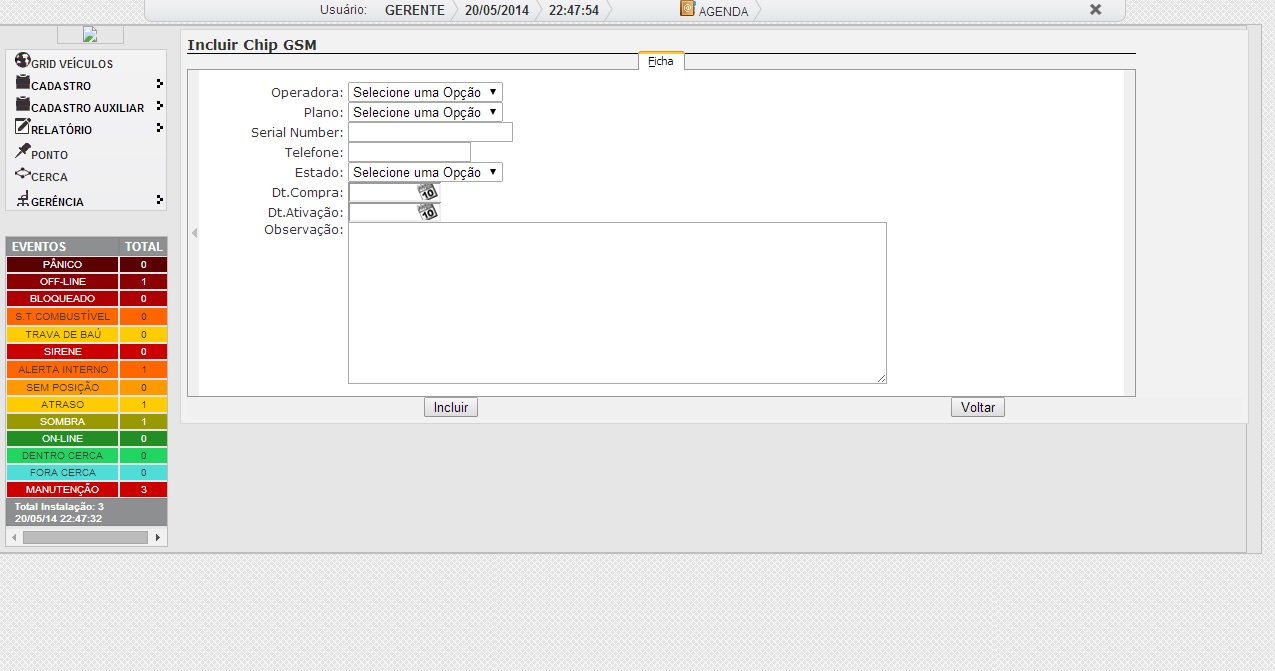 Usuário: GERENTE 20/05/2014 22:47:54 AGENDA
GRID VEÍCULOS
CADASTRO
CADASTRO AUXILIAR
RELATÓRIO
PONTO
CERCA
GERÊNCIA
EVENTOS TOTAL
PÂNICO 0
OFF-LINE 1
BLOQUEADO 0
S.T.COMBUSTÍVEL 0
TRAVA DE BAÚ 0
SIRENE 0
ALERTA INTERNO 1
SEM POSIÇÃO 0
ATRASO 1
SOMBRA 1
ON-LINE 0
DENTRO CERCA 0
FORA CERCA 0
MANUTENÇÃO 3
Total Instalação: 3
20/05/14 22:47:32
Incluir Chip GSM
Ficha
Operadora: Selecione uma Opção
Plano: Selecione uma Opção
Serial Number:
Telefone:
Estado: Selecione uma Opção
Dt.Compra: 10
Dt.Ativação: 10
Observação:
Incluir Voltar